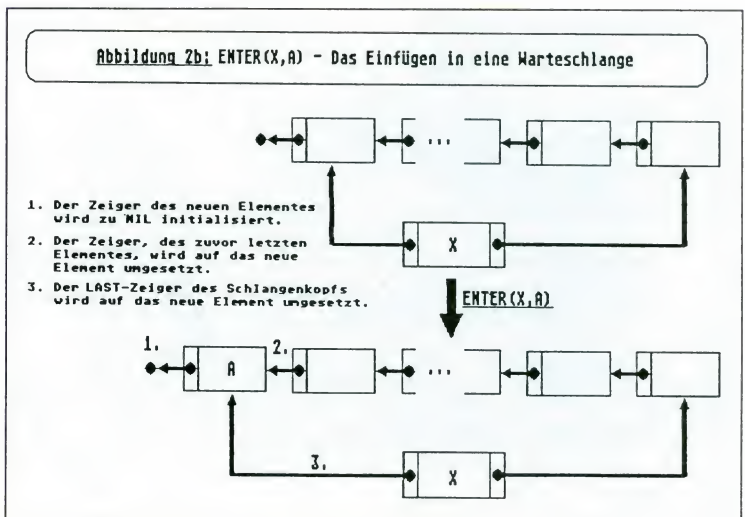 Abbildung 2b: ENTER(X,A) - Das Einfügen in eine Warteschlange
...
1. Der Zeiger des neuen Elementes
wird zu NIL initialisiert.
X
2. Der Zeiger, des zuvor letzten
Elementes, wird auf das neue
Element umgesetzt.
3. Der LAST-Zeiger des Schlangenkopfs
wird auf das neue Element umgesetzt.
ENTER(X,A)
1. 2.
A ...
3. X